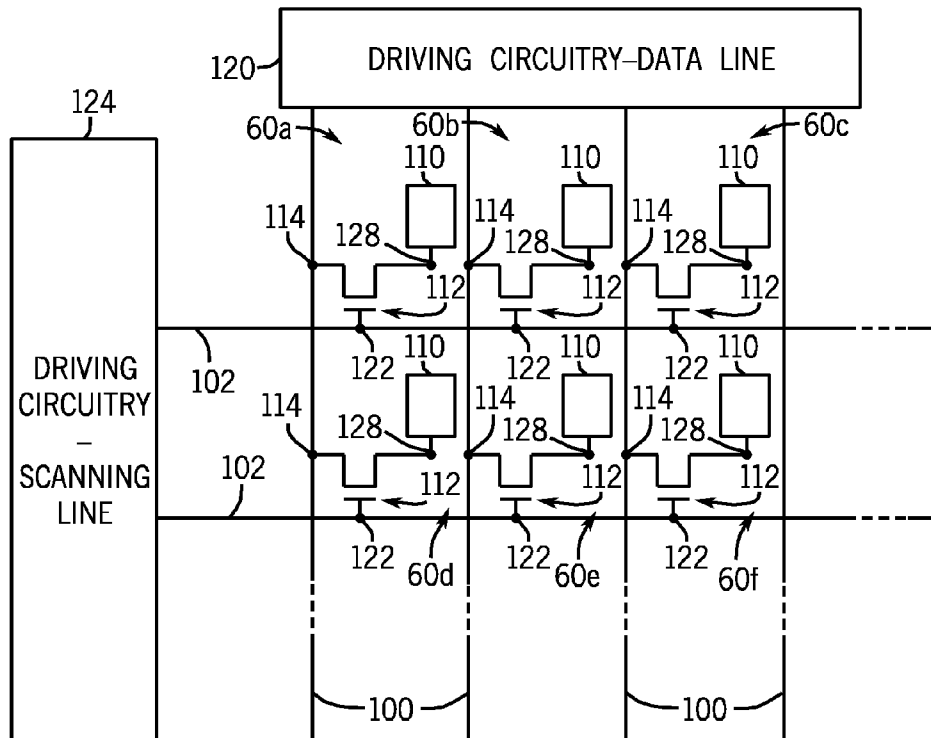 DRIVING CIRCUITRY–DATA LINE
120
124
60a
60b
60c
110 110 110
114 128 114 128 114 128
112 112 112
122 122 122
102
110 110 110
DRIVING
CIRCUITRY
–
SCANNING
LINE
114 128 114 128 114 128
112 112 112
102
122 122 122
60d 60e 60f
100 100